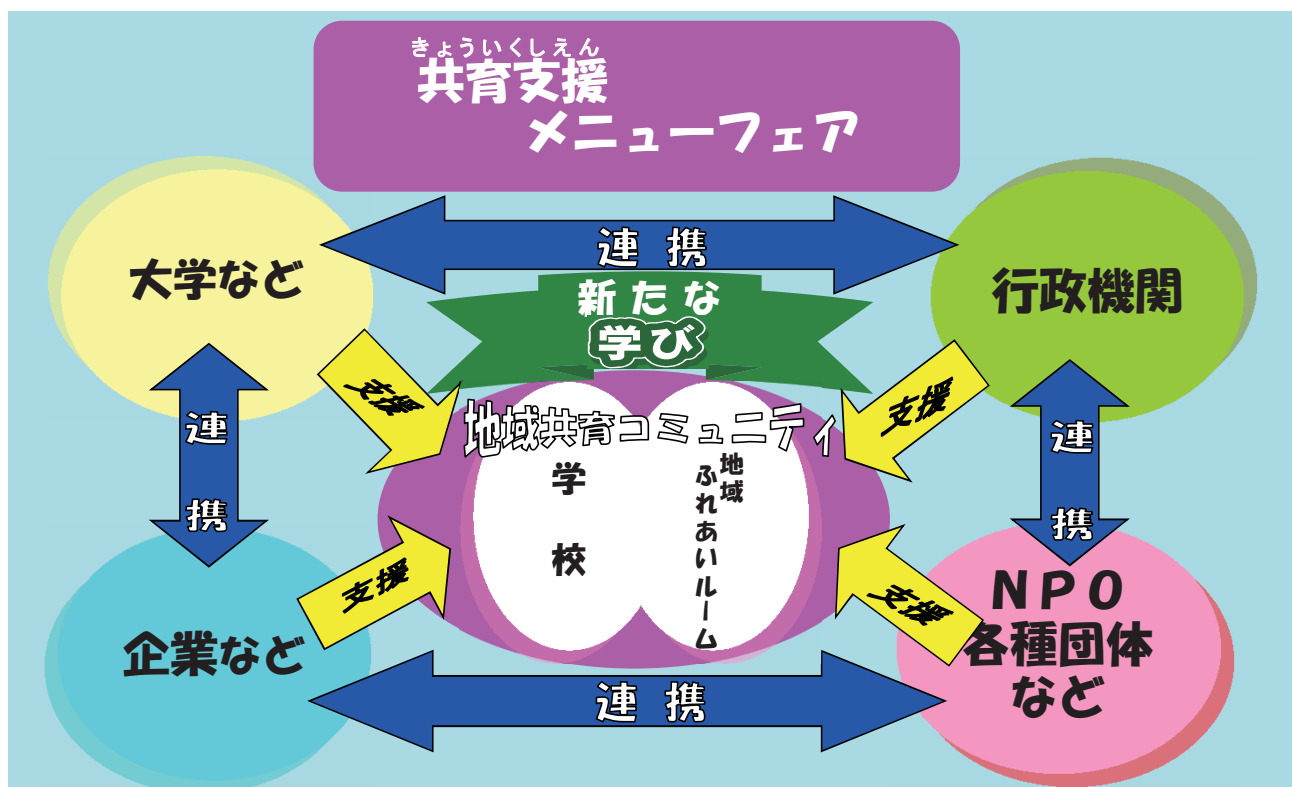 きょういくしえん
共育支援
メニューフェア
連携
新たな
学び
大学など
行政機関
支援
支援
連携
連携
地域共育コミュニティ
学校
地域
ふれあいルーム
支援
支援
企業など
NPO
各種団体
など
連携